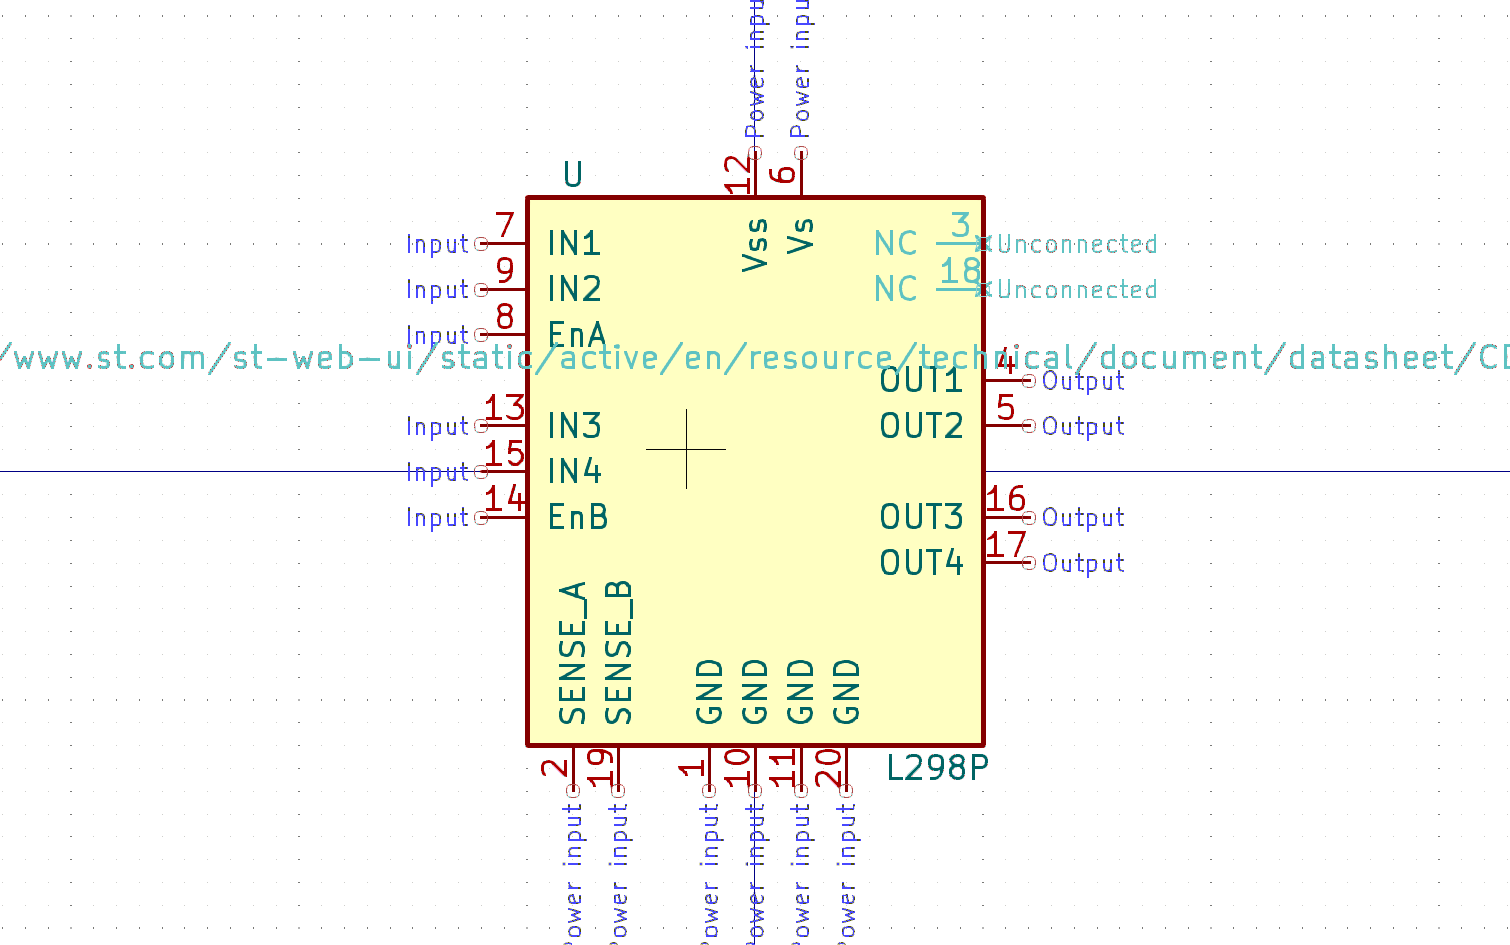 Power input
Power input
12
6
U
7
Input
IN1
9
Input
IN2
8
Input
EnA
Vss
Vs
3
NC
Unconnected
18
NC
Unconnected
/www.st.com/st-web-ui/static/active/en/resource/technical/document/datasheet/CD
4
OUT1
Output
5
OUT2
Output
13
Input
IN3
15
Input
IN4
14
Input
EnB
16
OUT3
Output
17
OUT4
Output
SENSE_A
SENSE_B
GND
GND
GND
GND
2
19
1
10
11
20
L298P
Power input
Power input
Power input
Power input
Power input
Power input